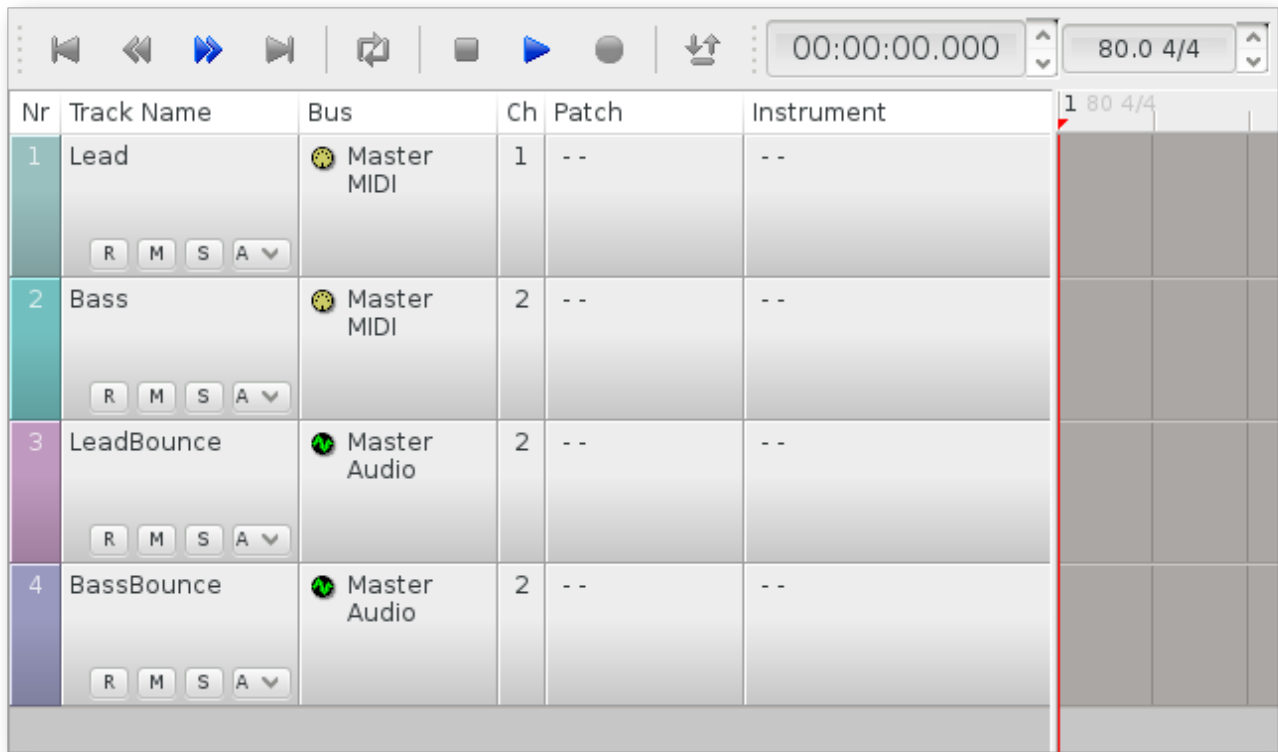 00:00:00.000 80.0 4/4
Nr Track Name Bus Ch Patch Instrument 1 80 4/4
1 Lead Master 1 - - - -
MIDI
R M S A
2 Bass Master 2 - - - -
MIDI
R M S A
3 LeadBounce Master 2 - - - -
Audio
R M S A
4 BassBounce Master 2 - - - -
Audio
R M S A